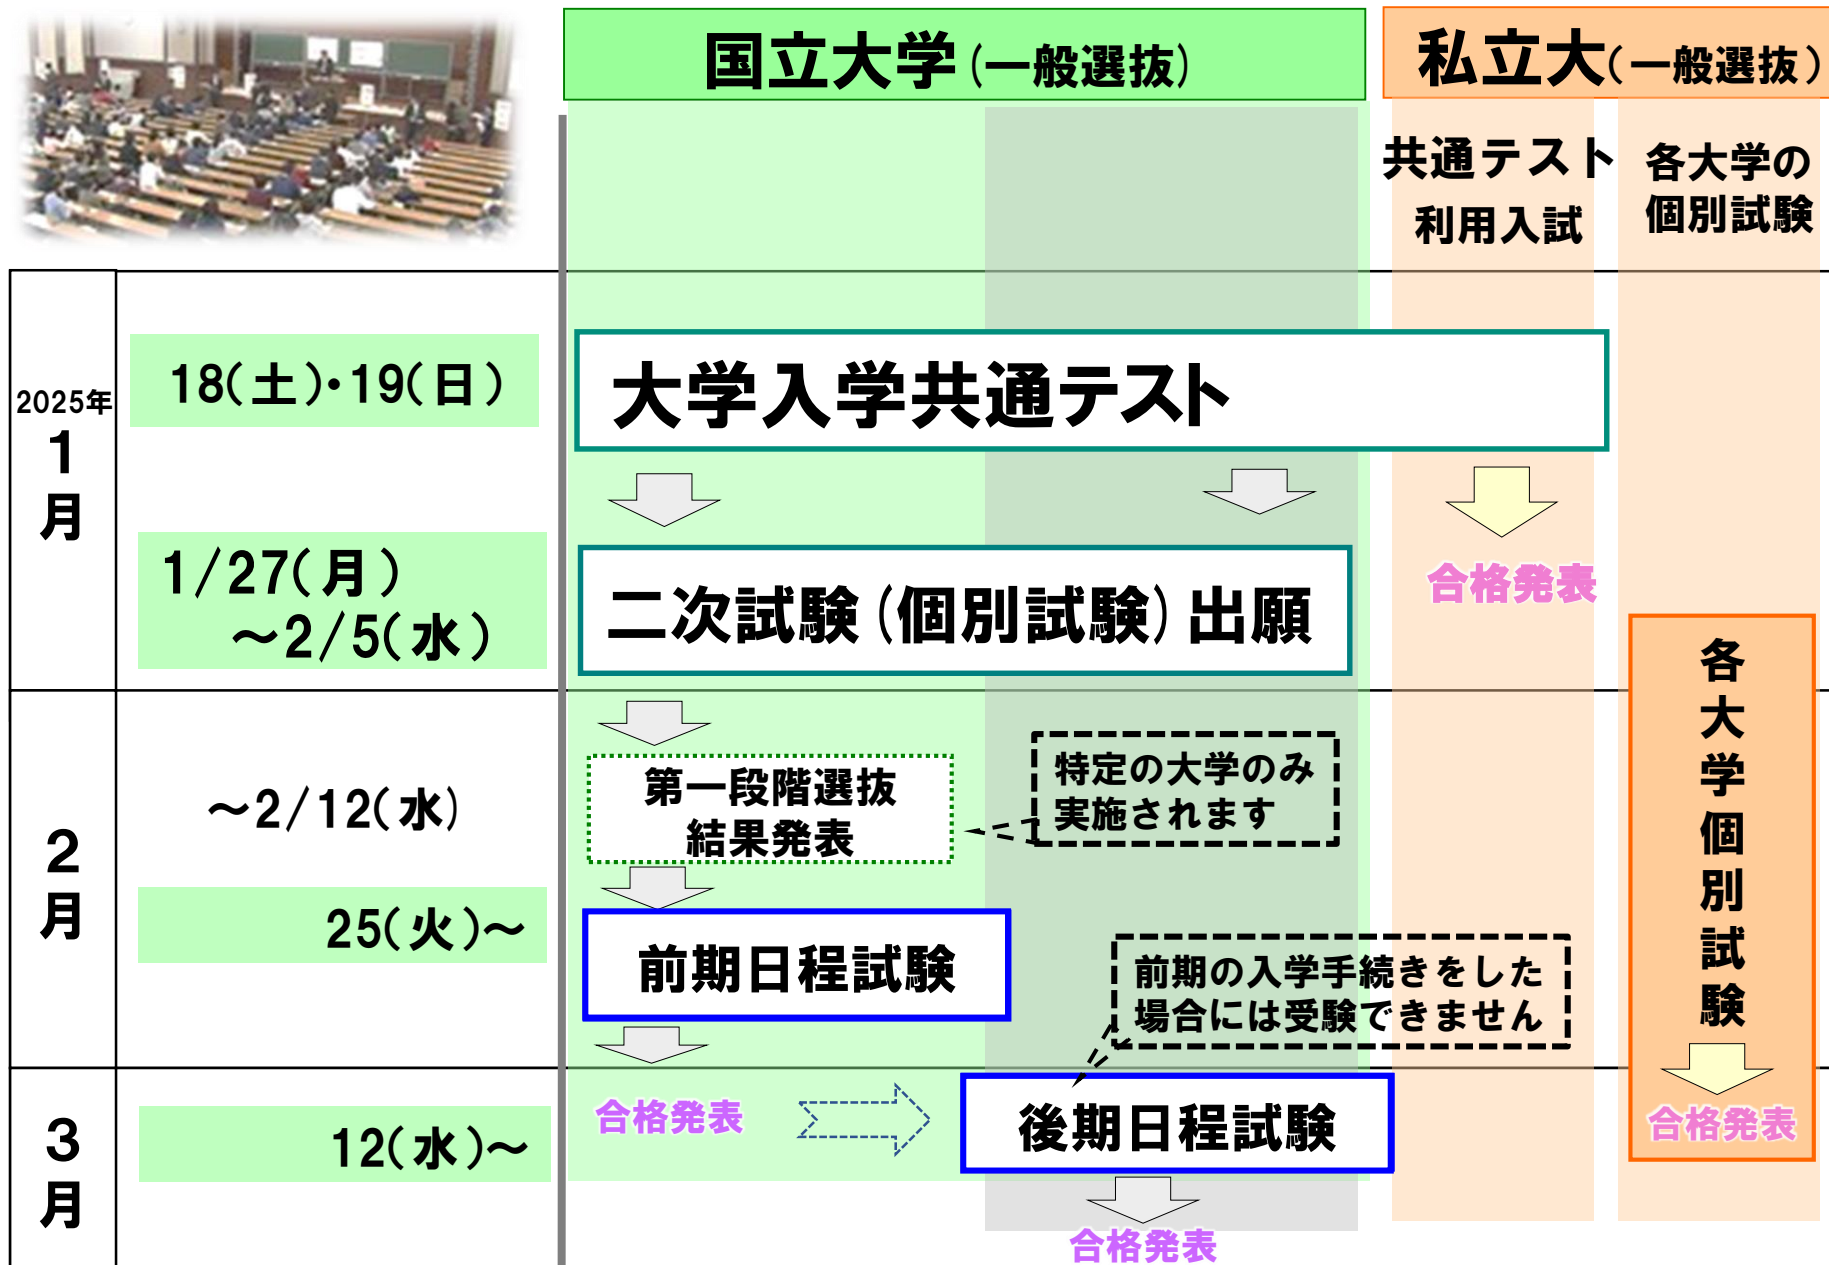 国立大学(一般選抜)
私立大(一般選抜)
共通テスト
利用入試
各大学の
個別試験
2025年
1
月
18(土)・19(日)
大学入学共通テスト
1/27(月)
～2/5(水)
二次試験(個別試験)出願
合格発表
各大学個別試験
合格発表
2
月
～2/12(水)
第一段階選抜
結果発表
特定の大学のみ
実施されます
25(火)～
前期日程試験
前期の入学手続きをした
場合には受験できません
3
月
12(水)～
合格発表
後期日程試験
合格発表